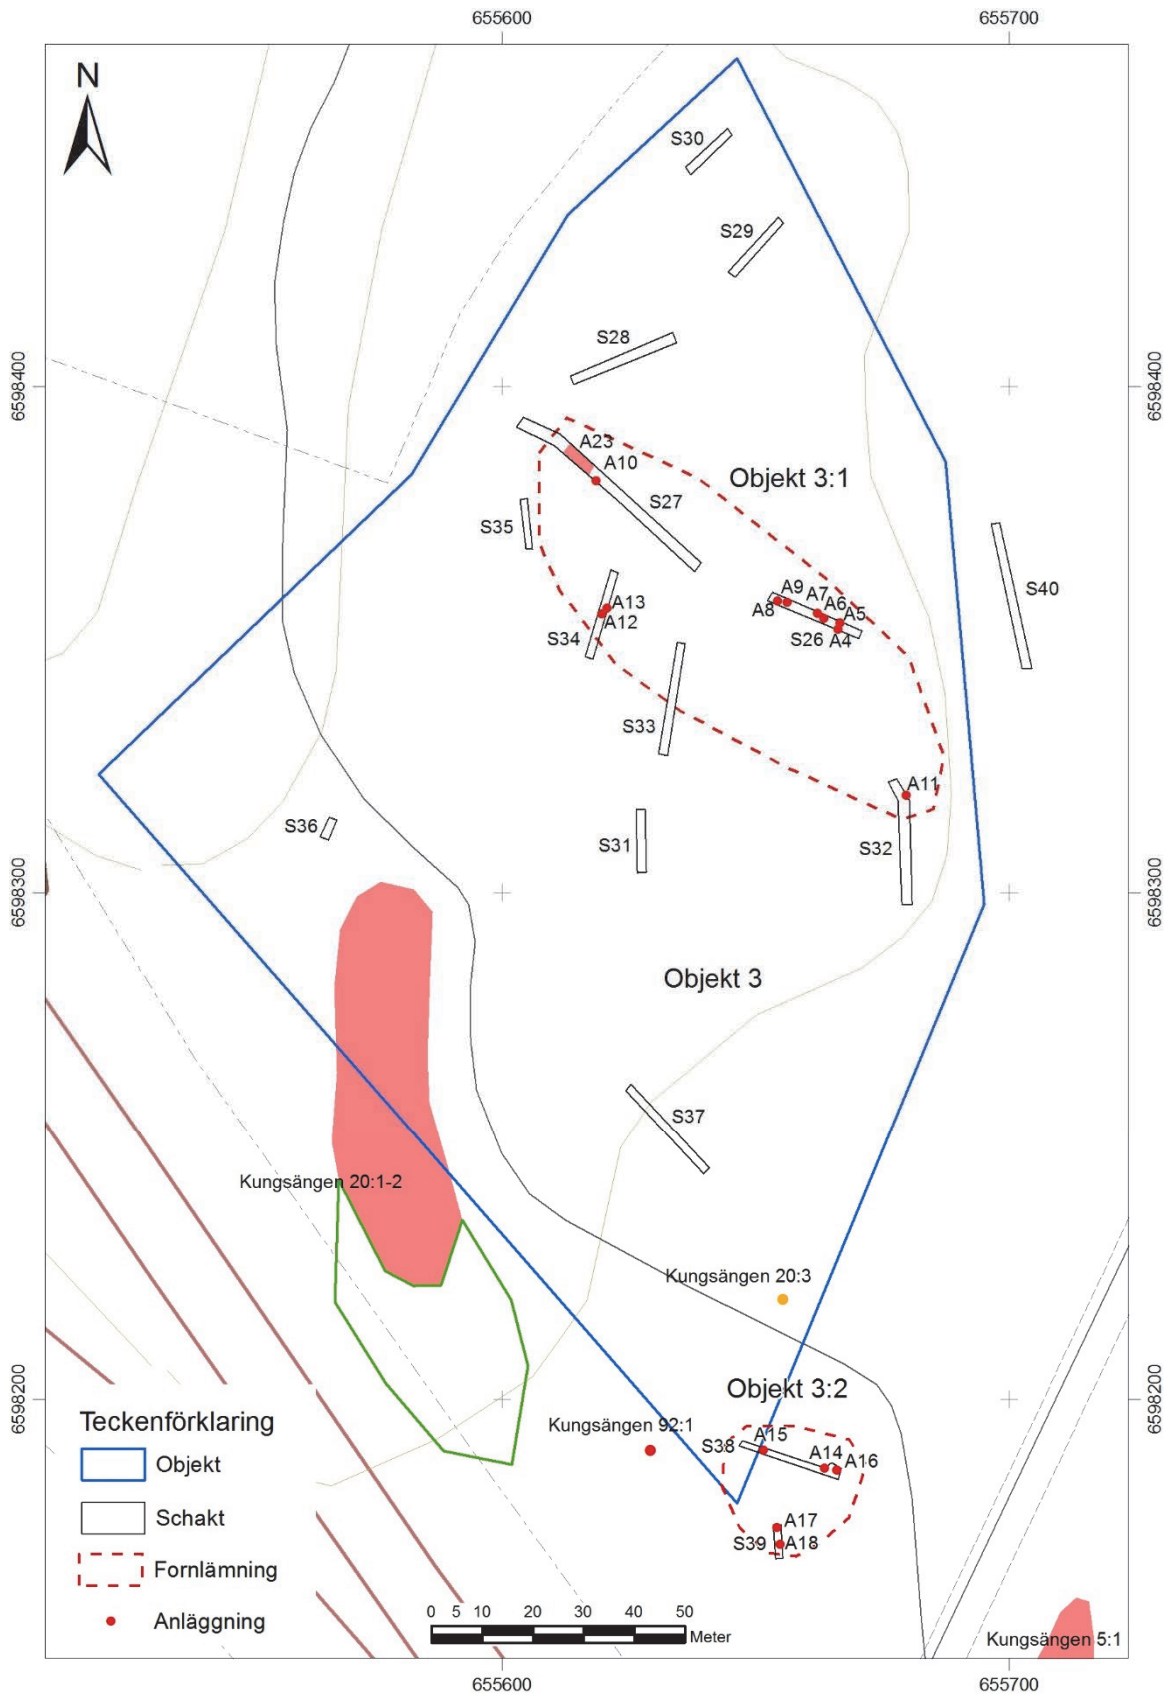 655600
655700
N
S30
S29
S28
6598400
6598400
A23
A10
Objekt 3:1
S27
S35
A9
A7
A6
A5
A8
S26
A4
A13
A12
S34
S40
S33
A11
S36
S31
S32
6598300
6598300
Objekt 3
S37
Kungsängen 20:1-2
Kungsängen 20:3
6598200
6598200
Objekt 3:2
Kungsängen 92:1
S38
A15
A14
A16
A17
S39
A18
Teckenförklaring
Objekt
Schakt
Fornlämning
Anläggning
0 5 10 20 30 40 50
Meter
Kungsängen 5:1
655600
655700